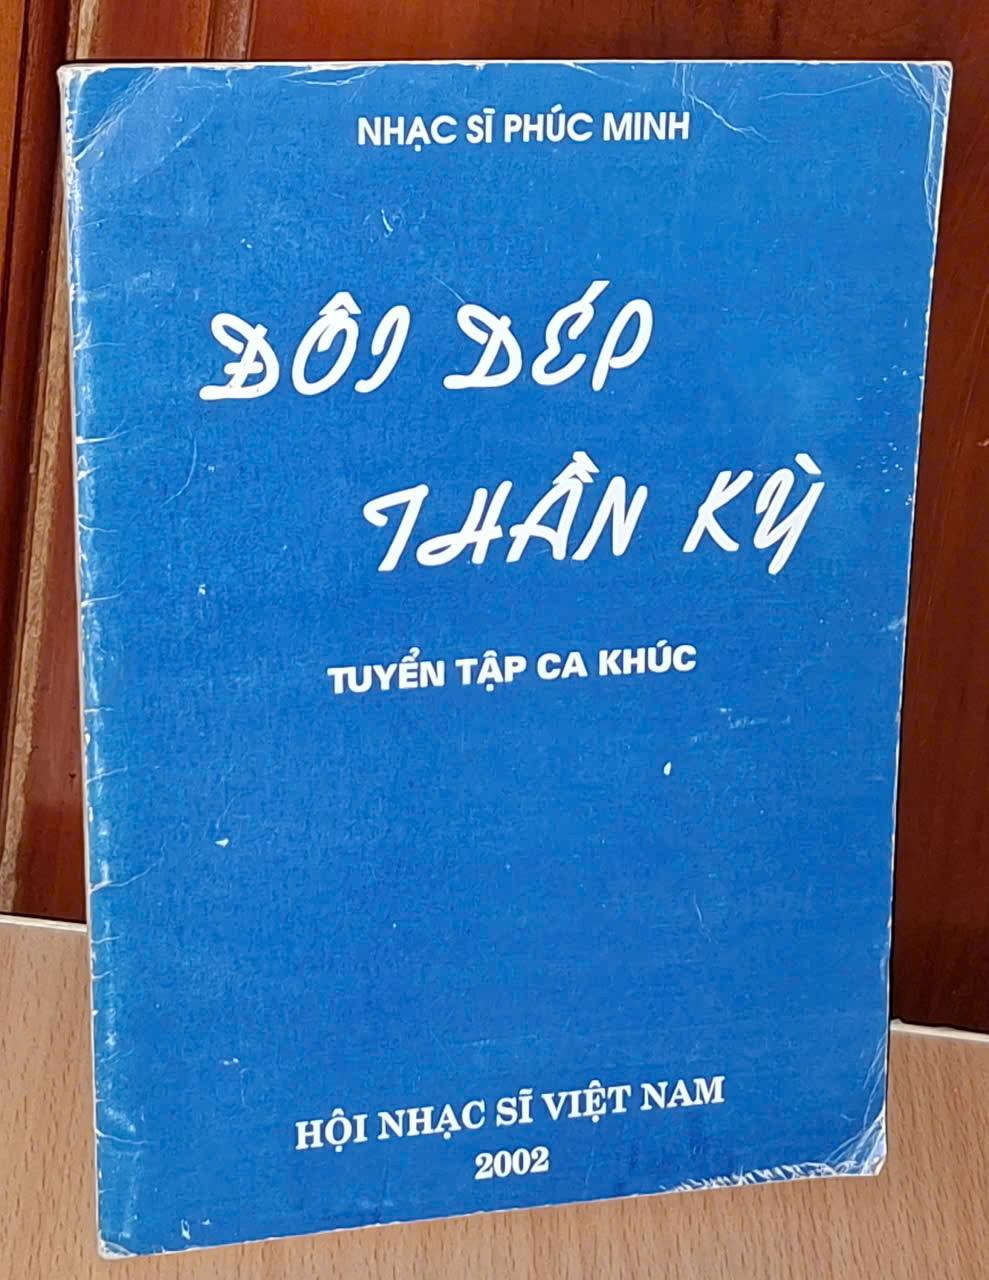 NHẠC SĨ PHÚC MINH
ĐÔI DÉP
THẦN KỲ
TUYỂN TẬP CA KHÚC
HỘI NHẠC SĨ VIỆT NAM
2002